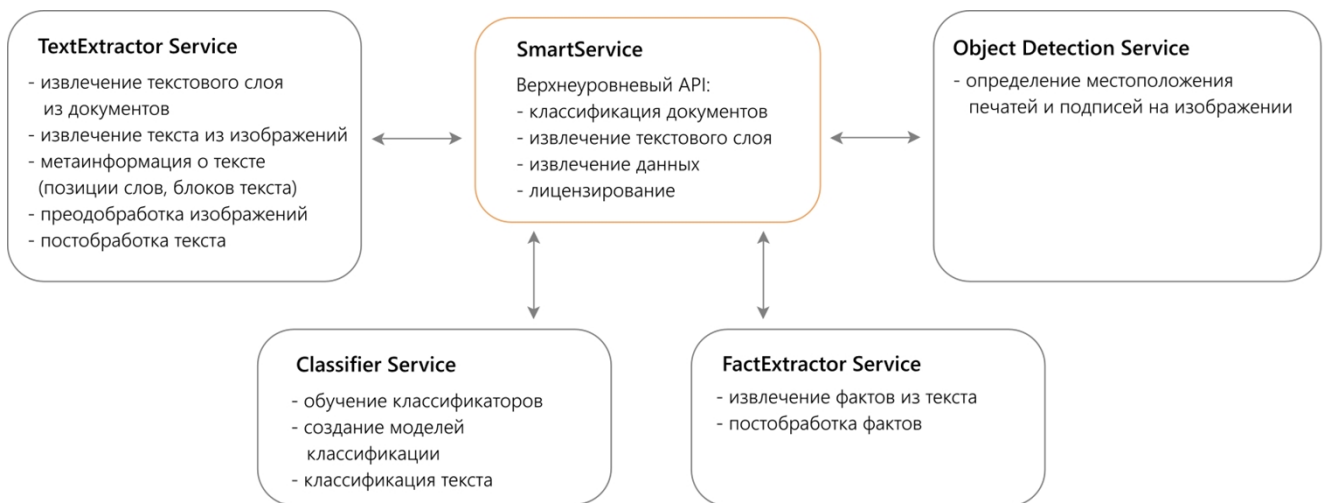 TextExtractor Service
- извлечение текстового слоя
из документов
- извлечение текста из изображений
- метаинформация о тексте
(позиции слов, блоков текста)
- преодобработка изображений
- постобработка текста
SmartService
Верхнеуровневый API:
- классификация документов
- извлечение текстового слоя
- извлечение данных
- лицензирование
Object Detection Service
- определение местоположения
печатей и подписей на изображении
Classifier Service
- обучение классификаторов
- создание моделей
классификации
- классификация текста
FactExtractor Service
- извлечение фактов из текста
- постобработка фактов